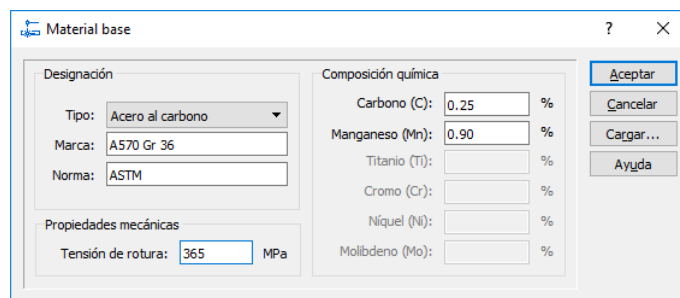 Material base
Designación
Tipo: Acero al carbono
Marca: A570 Gr 36
Norma: ASTM
Propiedades mecánicas
Tensión de rotura: 365 MPa
Composición química
Carbono (C): 0.25 %
Manganeso (Mn): 0.90 %
Titanio (Ti): %
Cromo (Cr): %
Níquel (Ni): %
Molibdeno (Mo): %
Aceptar
Cancelar
Cargar...
Ayuda